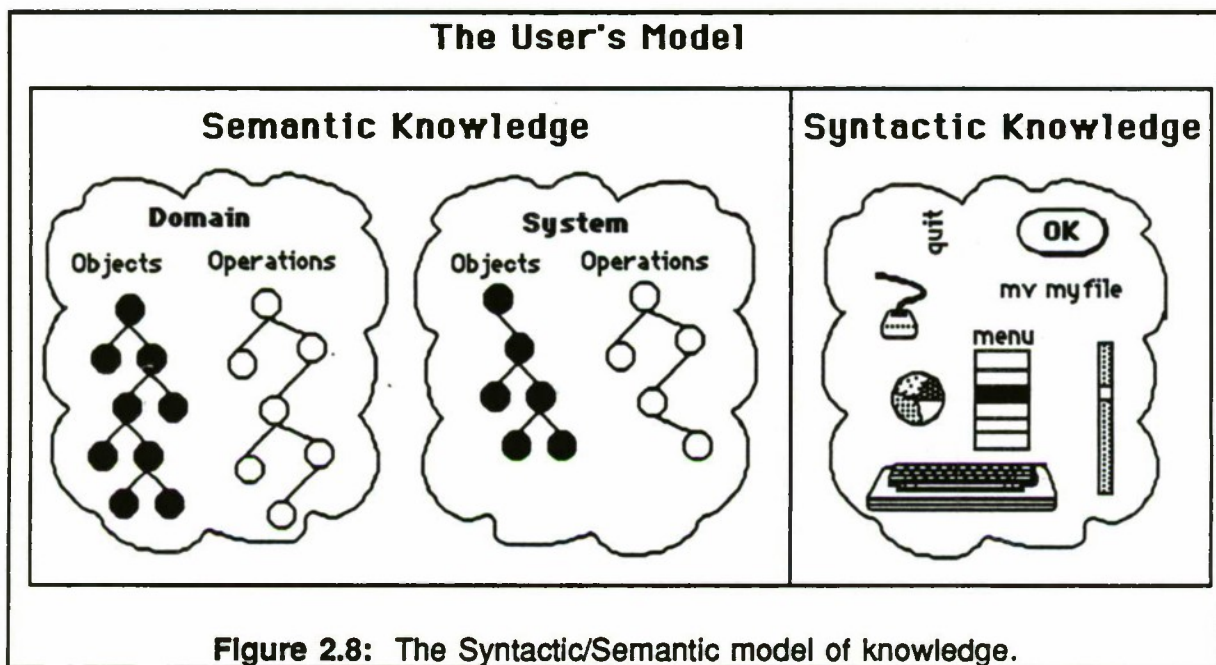 The User's Model
Semantic Knowledge
Domain
Objects Operations
System
Objects Operations
Syntactic Knowledge
quit
OK
mv myfile
menu
Figure 2.8: The Syntactic/Semantic model of knowledge.